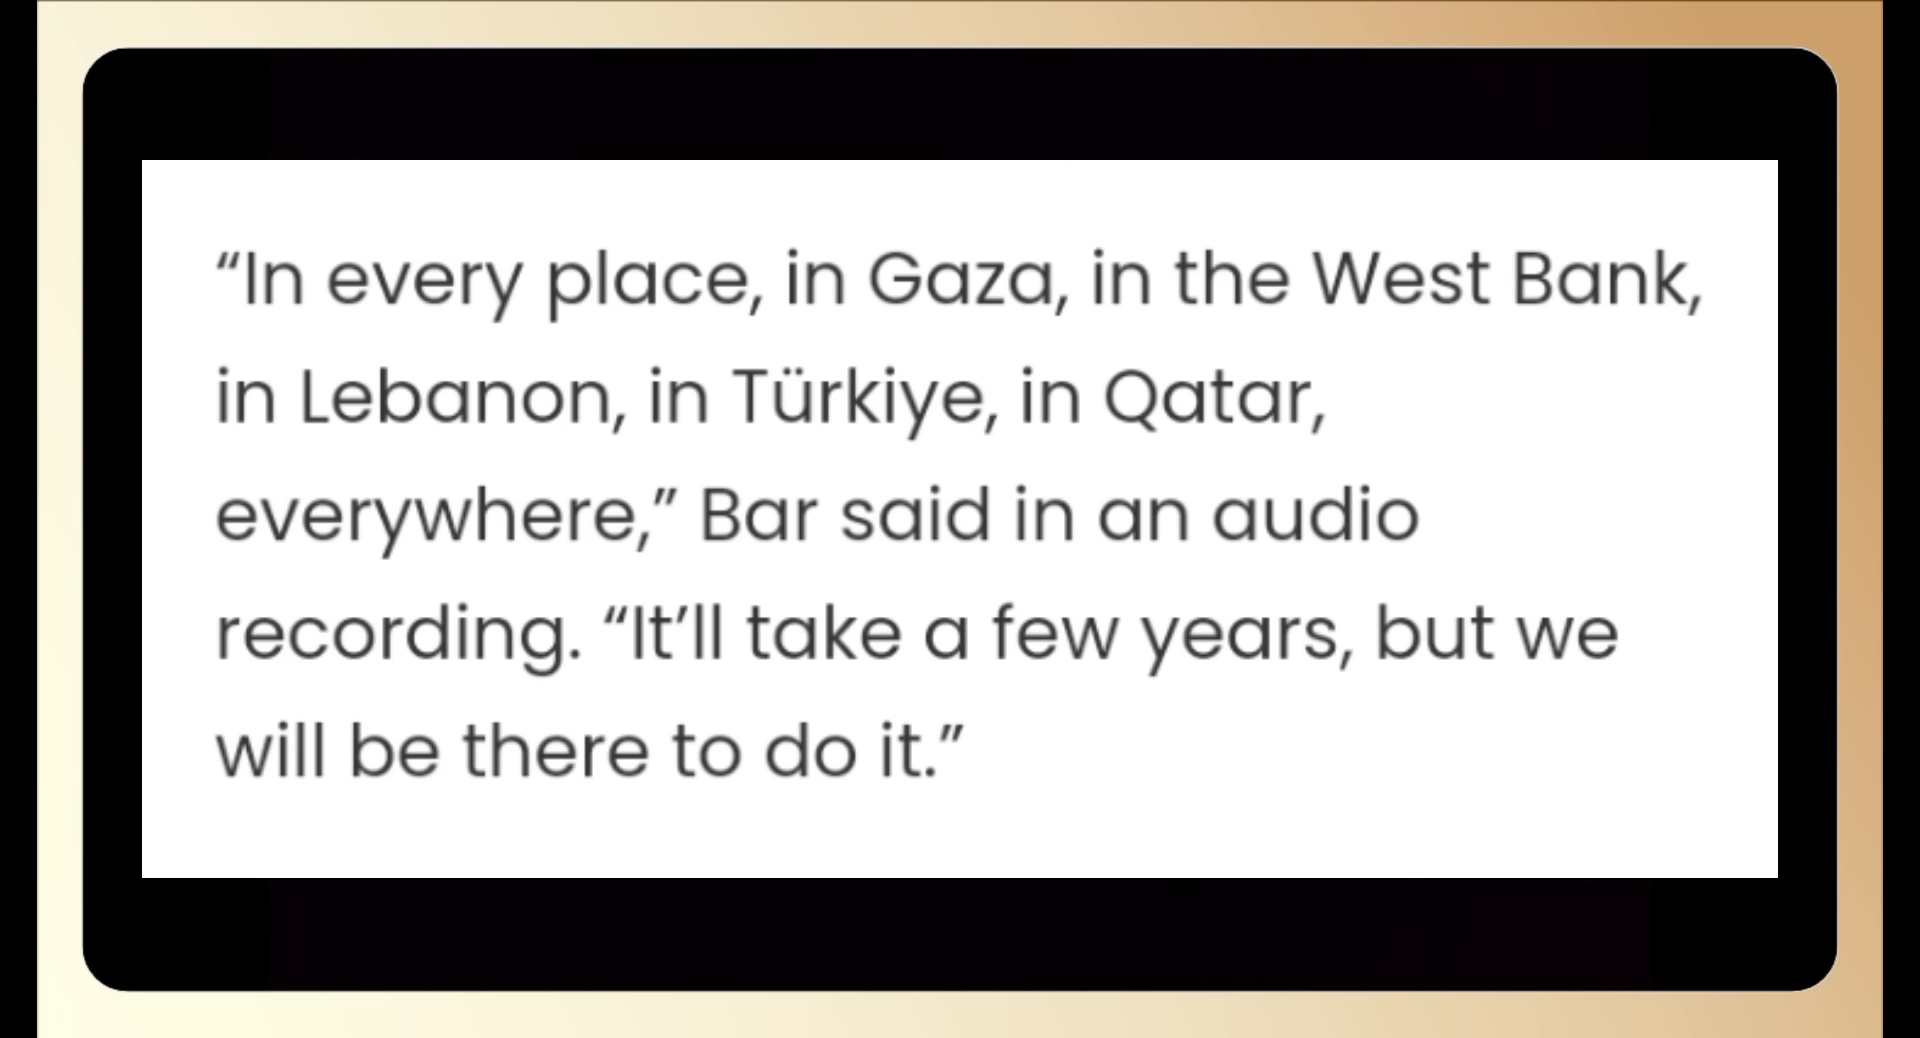 “In every place, in Gaza, in the West Bank,
in Lebanon, in Türkiye, in Qatar,
everywhere,” Bar said in an audio
recording. “It’ll take a few years, but we
will be there to do it.”